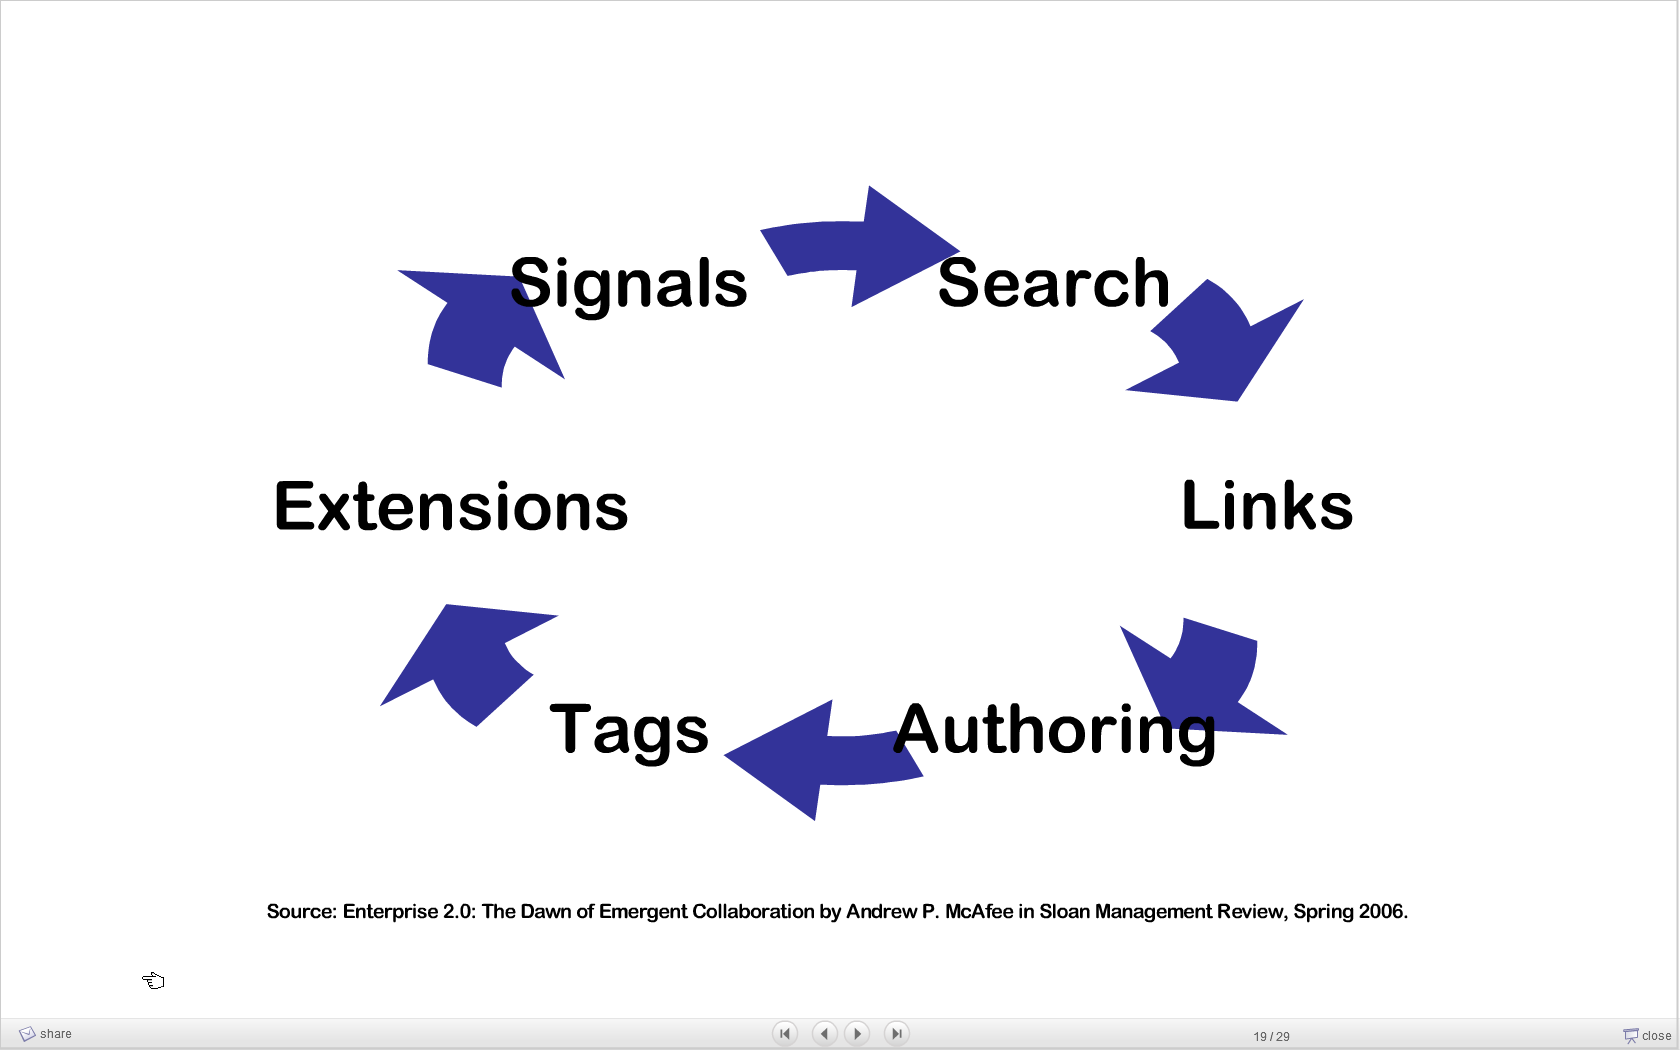 Signals
Search
Extensions
Links
Tags
Authoring
Source: Enterprise 2.0: The Dawn of Emergent Collaboration by Andrew P. McAfee in Sloan Management Review, Spring 2006.
share
19 / 29
close